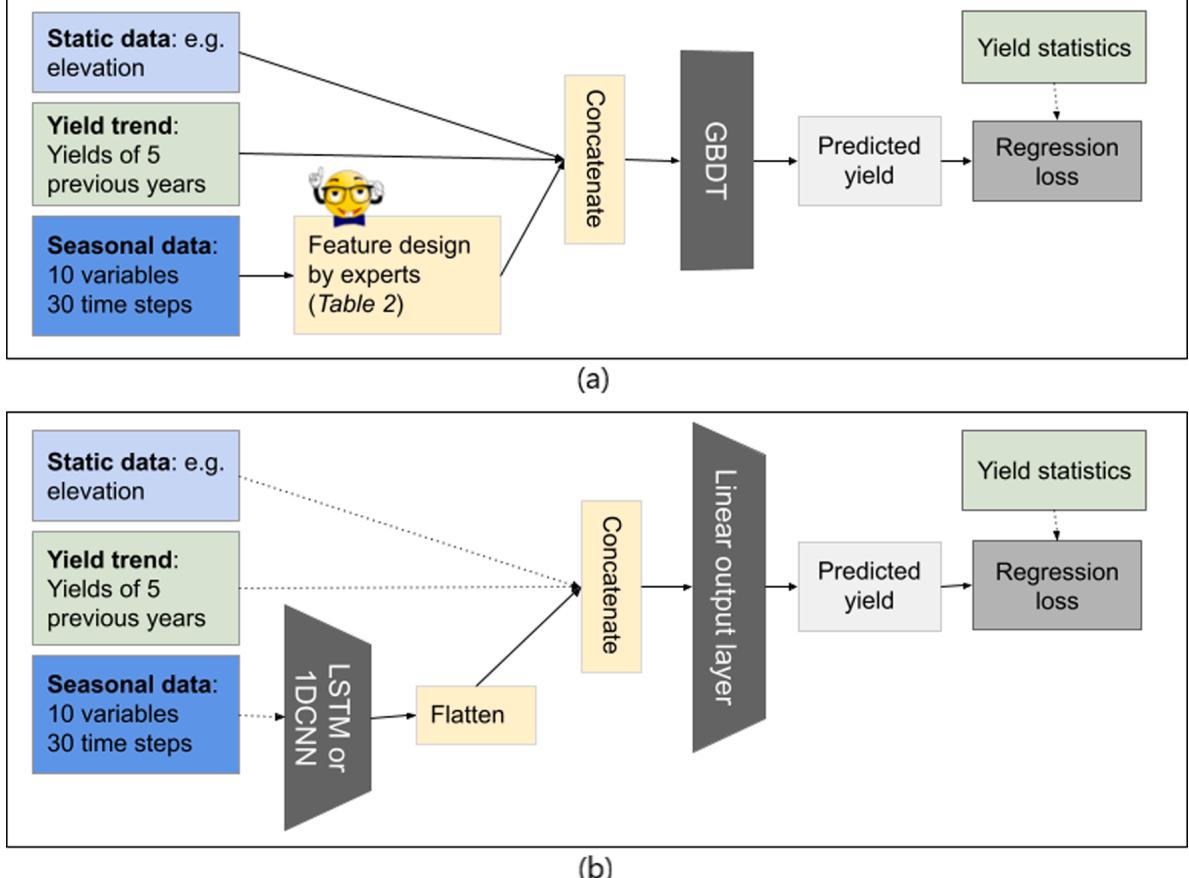 Static data: e.g.
elevation
Yield trend:
Yields of 5
previous years
Seasonal data:
10 variables
30 time steps
Feature design
by experts
(Table 2)
Concatenate
GBDT
Predicted
yield
Yield statistics
Regression
loss
(a)
Static data: e.g.
elevation
Yield trend:
Yields of 5
previous years
Seasonal data:
10 variables
30 time steps
LSTM or
1DCNN
Flatten
Concatenate
Linear output layer
Predicted
yield
Yield statistics
Regression
loss
(b)